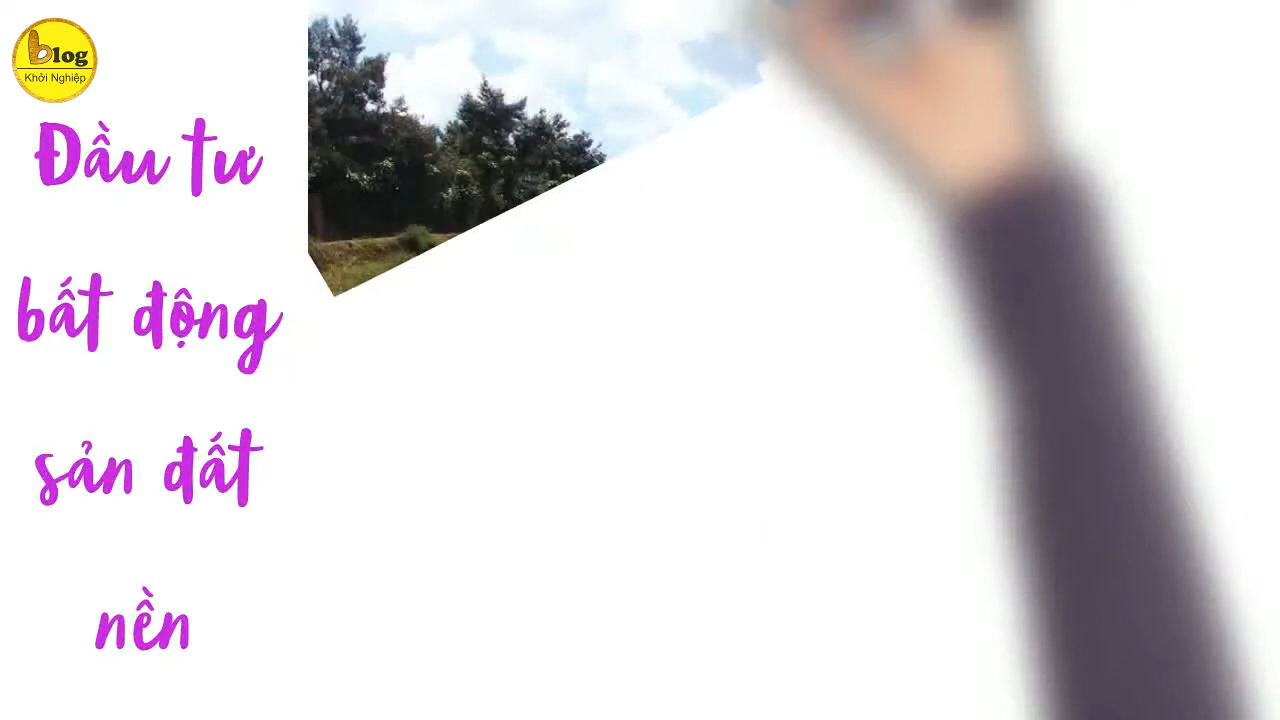 blog
Khởi Nghiệp
Đầu tư
bất động
sản đất
nền